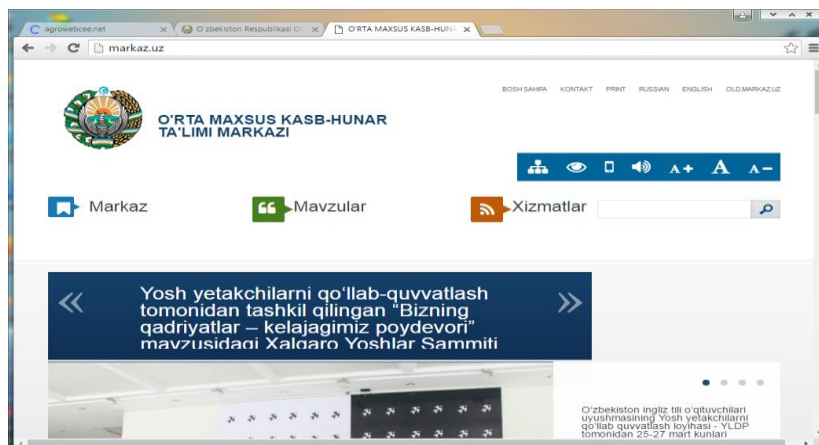 agrowebcee.net
O'zbekiston Respublikasi O'
O'RTA MAXSUS KASB-HUNA
markaz.uz
BOSH SAHIFA KONTAKT PRINT RUSSIAN ENGLISH OLD.MARKAZ.UZ
O'RTA MAXSUS KASB-HUNAR
TA'LIMI MARKAZI
A+ A A−
Markaz
Mavzular
Xizmatlar
Yosh yetakchilarni qo'llab-quvvatlash
tomonidan tashkil qilingan "Bizning
qadriyatlar – kelajagimiz poydevori"
mavzusidagi Xalqaro Yoshlar Sammiti
O'zbekiston ingliz tili o'qituvchilari
uyushmasining Yosh yetakchilarni
qo'llab quvvatlash loyihasi - YLDP
tomonidan 25-27 mart kunlari